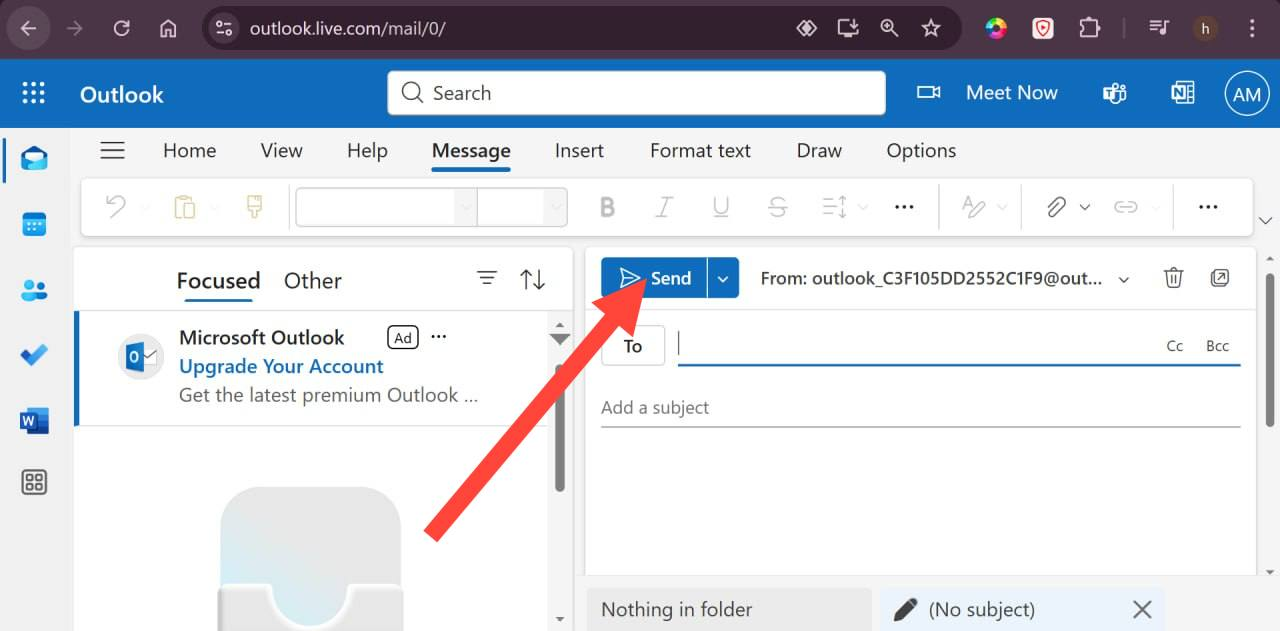 outlook.live.com/mail/0/
h
Outlook
Search
Meet Now
AM
Home View Help Message Insert Format text Draw Options
B I U S
Focused Other
Microsoft Outlook Ad
Upgrade Your Account
Get the latest premium Outlook ...
Send
From: outlook_C3F105DD2552C1F9@out...
To
Cc Bcc
Add a subject
Nothing in folder
(No subject)